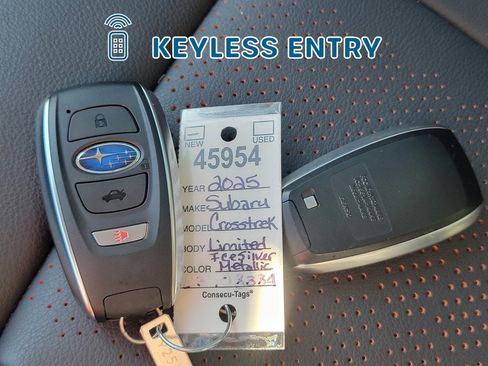 KEYLESS ENTRY
NEW USED
45954
YEAR 2025
MAKE Subaru
MODEL Crosstrek
BODY Limited
COLOR Ice Silver
Metallic
Consecu-Tags®